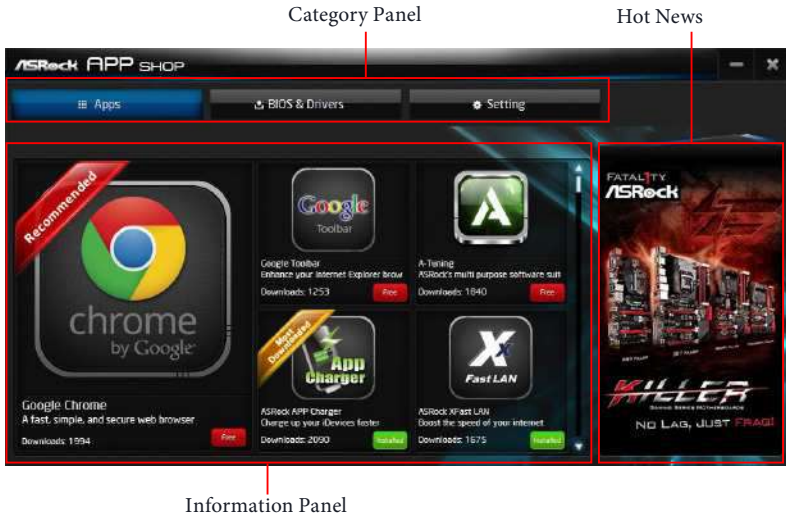 Category Panel
Hot News
ASRock APP SHOP
Apps
BIOS & Drivers
Setting
Recommended
chrome
by Google
Google Chrome
A fast, simple, and secure web browser
Downloads: 1994
Free
Google
Toolbar
Google Toolbar
Enhance your Internet Explorer brow
Downloads: 1253
Free
A-Tuning
ASRock's multi purpose software suit
Downloads: 1840
Free
Most Downloaded
App
Charger
ASRock APP Charger
Charge up your iDevices faster
Downloads: 2090
Installed
Fast LAN
ASRock XFast LAN
Boost the speed of your internet
Downloads: 1675
Installed
FATAL1TY
ASRock
KILLER
GAMING SERIES MOTHERBOARDS
NO LAG, JUST FRAG!
Information Panel